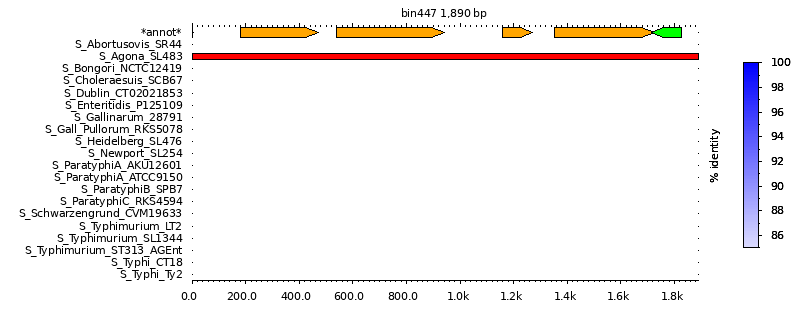 bin447 1,890 bp
*annot*
S_Abortusovis_SR44
S_Agona_SL483
S_Bongori_NCTC12419
S_Choleraesuis_SCB67
S_Dublin_CT02021853
S_Enteritidis_P125109
S_Gallinarum_28791
S_Gall_Pullorum_RKS5078
S_Heidelberg_SL476
S_Newport_SL254
S_ParatyphiA_AKU12601
S_ParatyphiA_ATCC9150
S_ParatyphiB_SPB7
S_ParatyphiC_RKS4594
S_Schwarzengrund_CVM19633
S_Typhimurium_LT2
S_Typhimurium_SL1344
S_Typhimurium_ST313_AGEnt
S_Typhi_CT18
S_Typhi_Ty2
0.0 200.0 400.0 600.0 800.0 1.0k 1.2k 1.4k 1.6k 1.8k
% identity
100
98
96
94
92
90
88
86